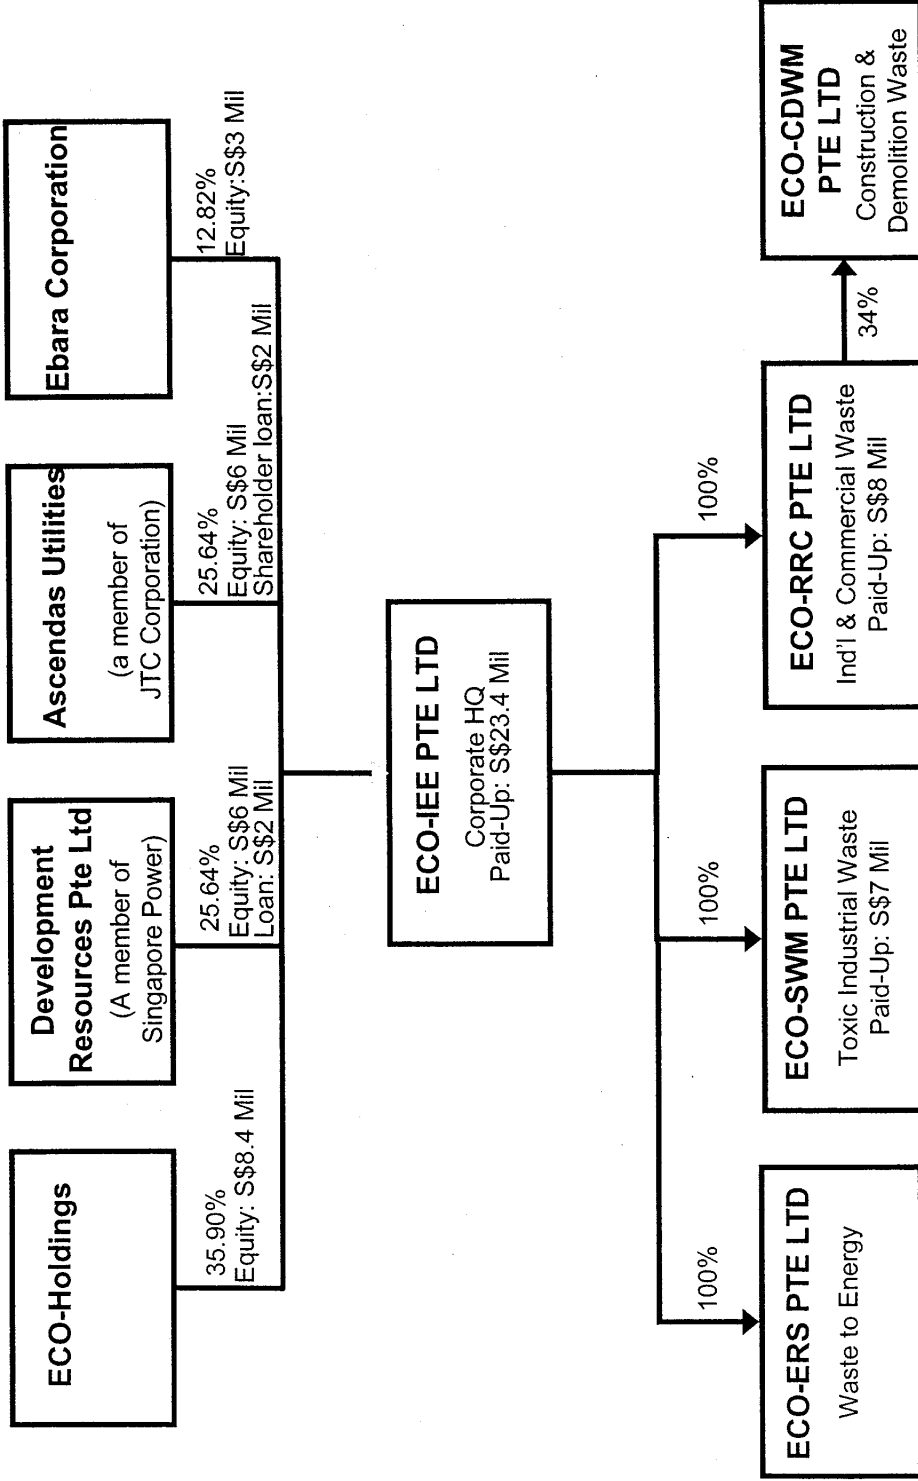 ECO-Holdings
35.90%
Equity: S$8.4 Mil
Development
Resources Pte Ltd
(A member of
Singapore Power)
25.64%
Equity: S$6 Mil
Loan: S$2 Mil
Ascendas Utilities
(a member of
JTC Corporation)
25.64%
Equity: S$6 Mil
Shareholder loan:S$2 Mil
Ebara Corporation
12.82%
Equity:S$3 Mil
ECO-IEE PTE LTD
Corporate HQ
Paid-Up: S$23.4 Mil
100%
100%
100%
ECO-ERS PTE LTD
Waste to Energy
ECO-SWM PTE LTD
Toxic Industrial Waste
Paid-Up: S$7 Mil
ECO-RRC PTE LTD
Ind'l & Commercial Waste
Paid-Up: S$8 Mil
34%
ECO-CDWM
PTE LTD
Construction &
Demolition Waste